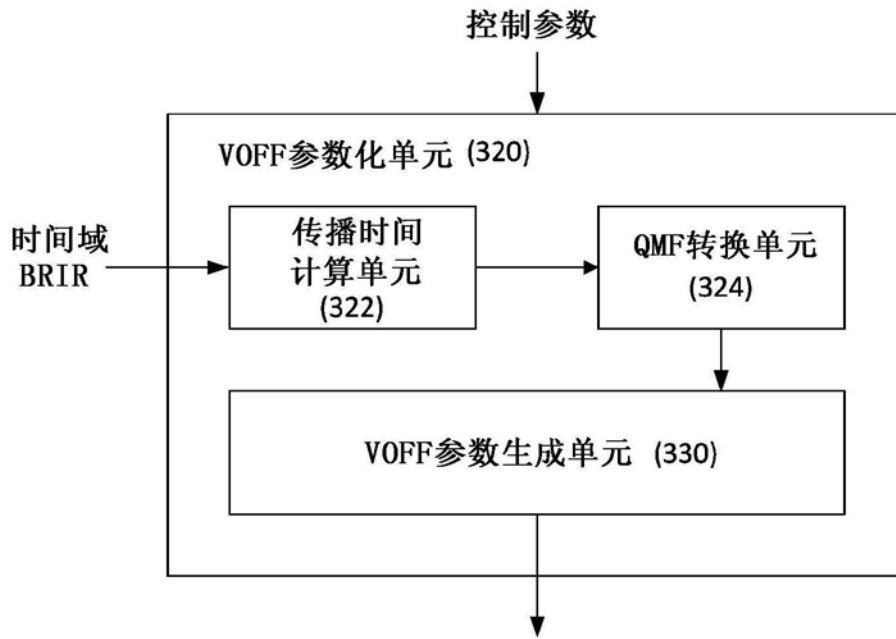 控制参数
VOFF参数化单元 (320)
时间域
BRIR
传播时间
计算单元
(322)
QMF转换单元
(324)
VOFF参数生成单元 (330)